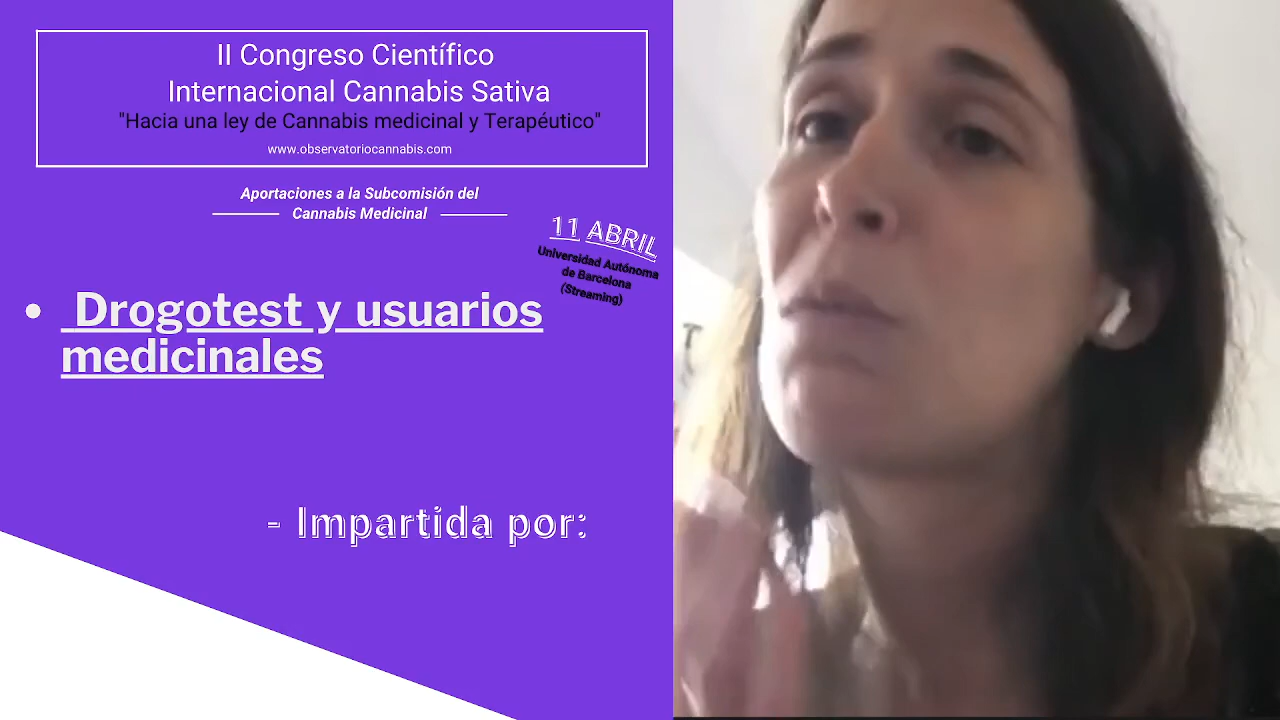 II Congreso Científico
Internacional Cannabis Sativa
"Hacia una ley de Cannabis medicinal y Terapéutico"
www.observatoriocannabis.com
Aportaciones a la Subcomisión del
Cannabis Medicinal
11 ABRIL
Universidad Autónoma
de Barcelona
(Streaming)
• Drogotest y usuarios
medicinales
- Impartida por: